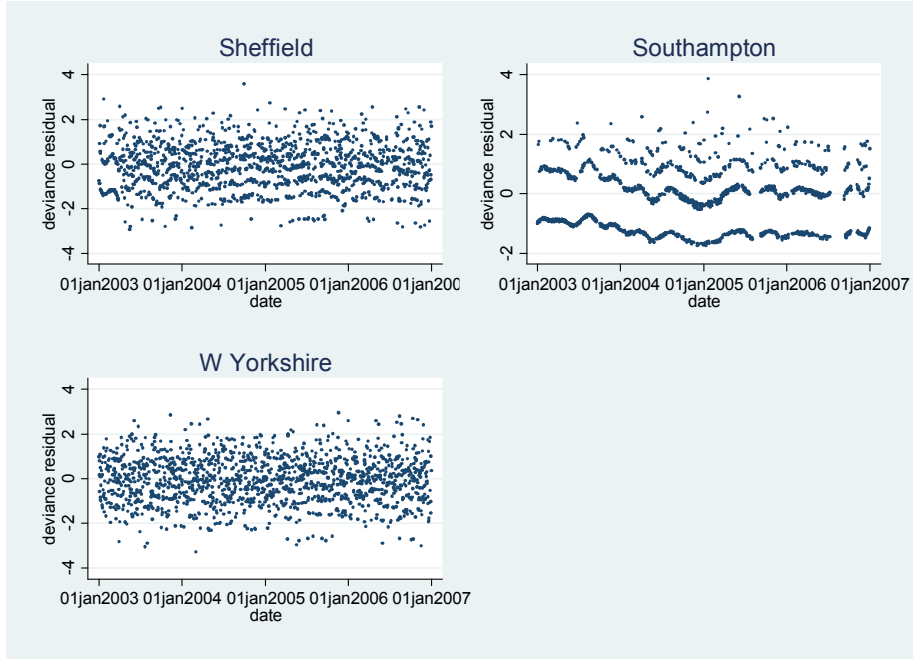 Sheffield
4
2
0
-2
-4
deviance residual
01jan2003 01jan2004 01jan2005 01jan2006 01jan200
date
Southampton
4
2
0
-2
deviance residual
01jan2003 01jan2004 01jan2005 01jan2006 01jan2007
date
W Yorkshire
4
2
0
-2
-4
deviance residual
01jan2003 01jan2004 01jan2005 01jan2006 01jan2007
date